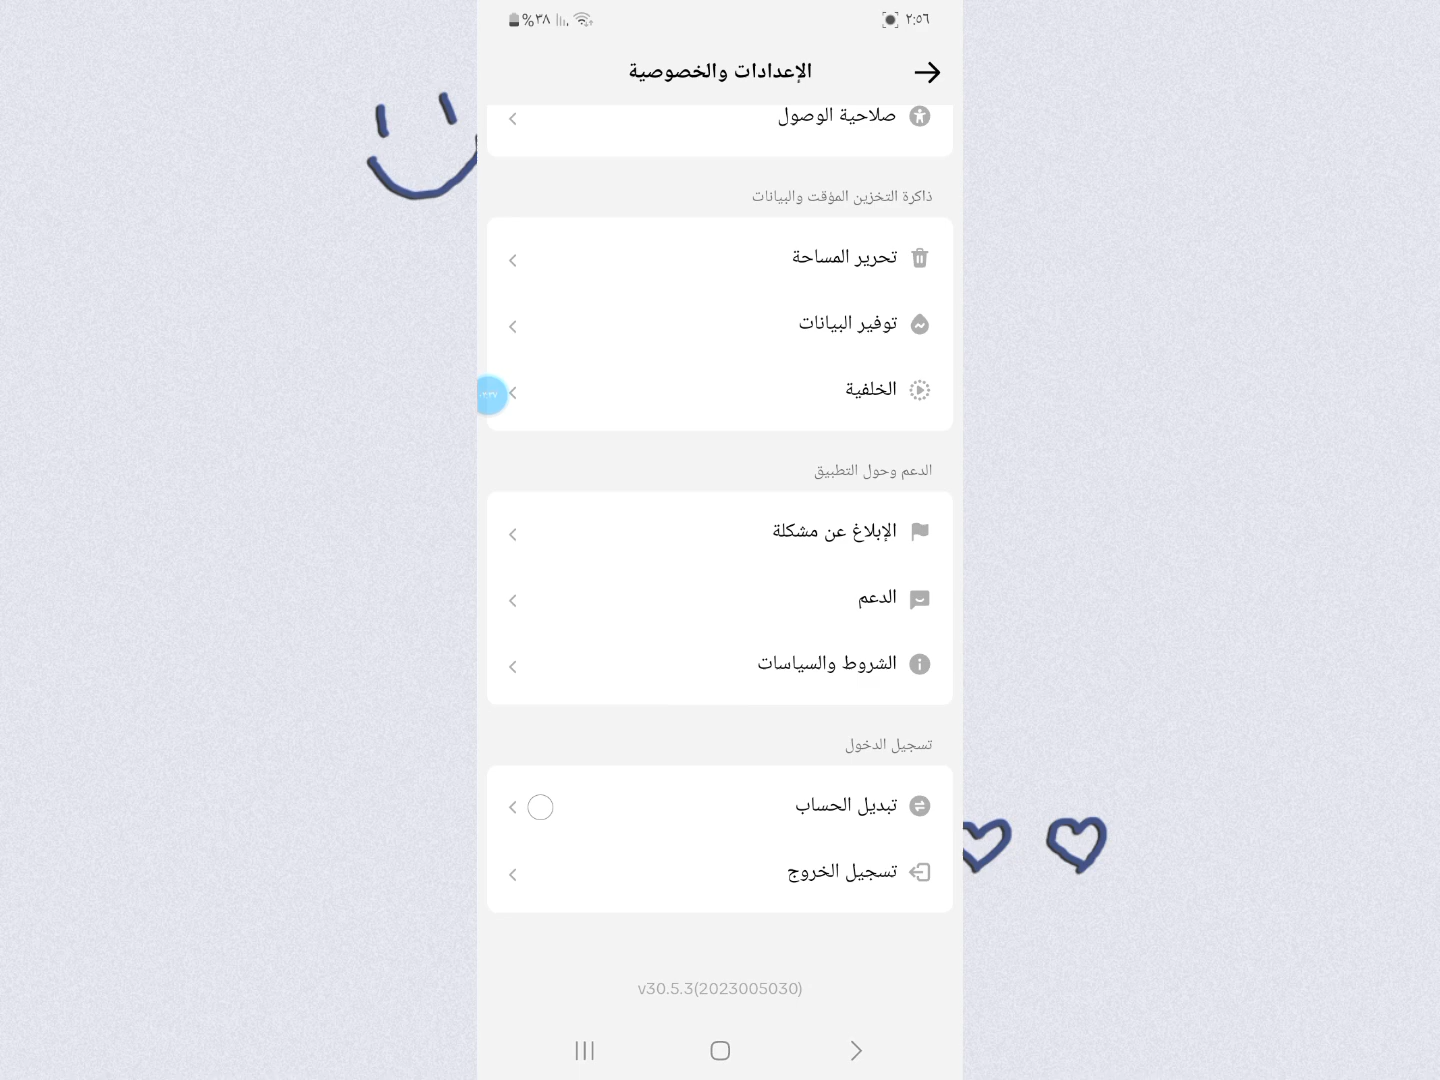 %٣٨ ٢:٥٦
الإعدادات والخصوصية
صلاحية الوصول
ذاكرة التخزين المؤقت والبيانات
تحرير المساحة
توفير البيانات
الخلفية
الدعم وحول التطبيق
الإبلاغ عن مشكلة
الدعم
الشروط والسياسات
تسجيل الدخول
تبديل الحساب
تسجيل الخروج
v30.5.3(2023005030)